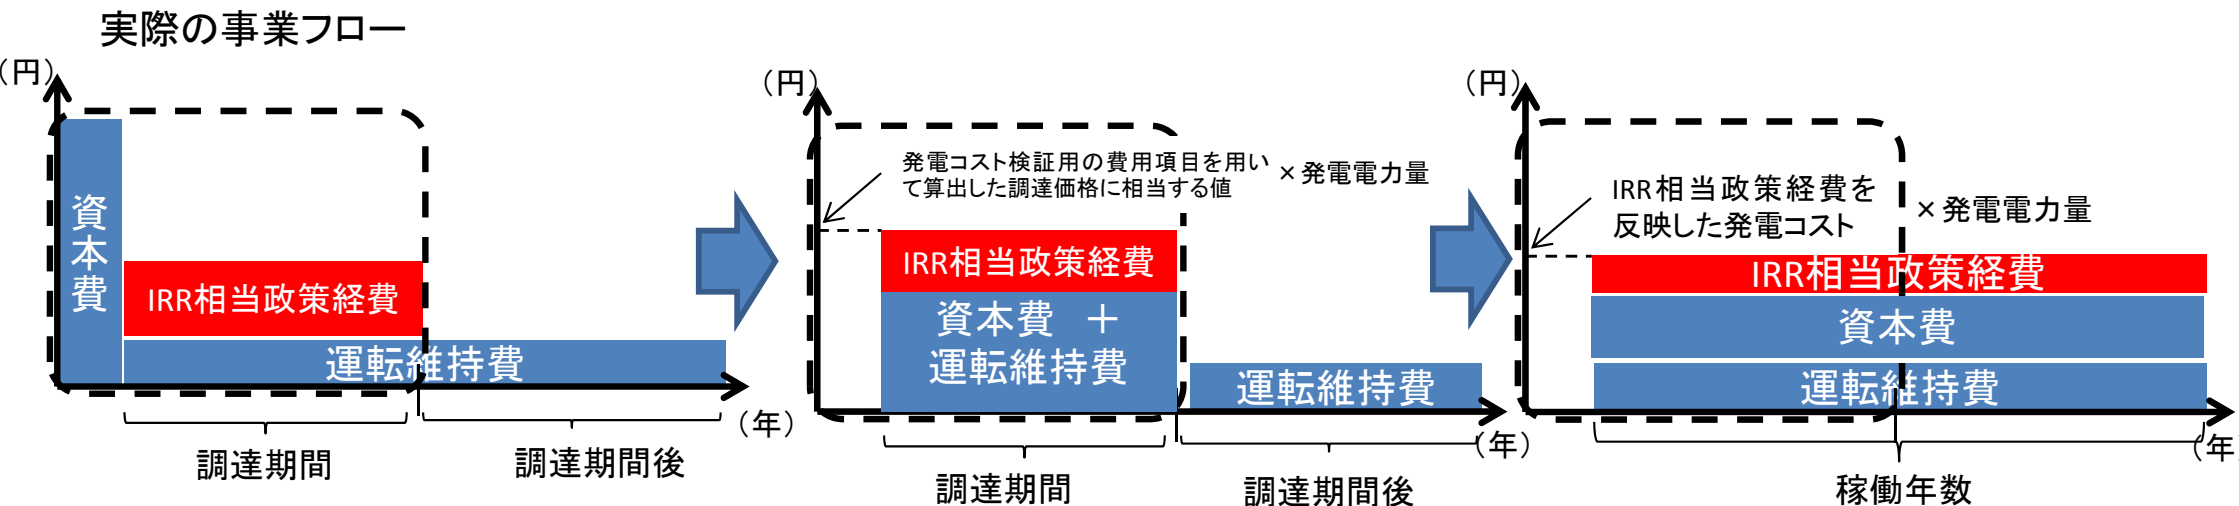 実際の事業フロー
（円）
資本費
IRR相当政策経費
運転維持費
（年）
調達期間
調達期間後
（円）
発電コスト検証用の費用項目を用い
て算出した調達価格に相当する値
×発電電力量
IRR相当政策経費
資本費　＋
運転維持費
運転維持費
（年）
調達期間
調達期間後
（円）
IRR相当政策経費を
反映した発電コスト
×発電電力量
IRR相当政策経費
資本費
運転維持費
（年）
稼働年数